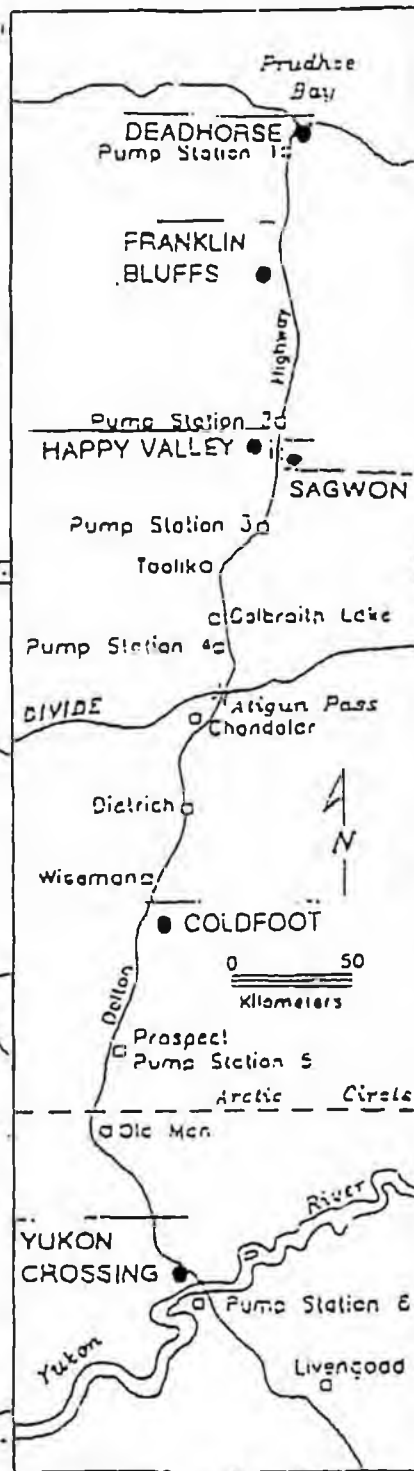 Prudhoe
Bay
DEADHORSE
Pump Station 1
FRANKLIN
BLUFFS
Highway
Pump Station 2
HAPPY VALLEY
SAGWON
Pump Station 3
Toolik
Galbraith Lake
Pump Station 4
DIVIDE
Atigun Pass
Chandalar
Dietrich
N
Wiseman
COLDFOOT
0 50
Kilometers
Dalton
Prospect
Pump Station 5
Arctic Circle
Old Man
River
YUKON
CROSSING
Pump Station 6
Yukon
Livengood